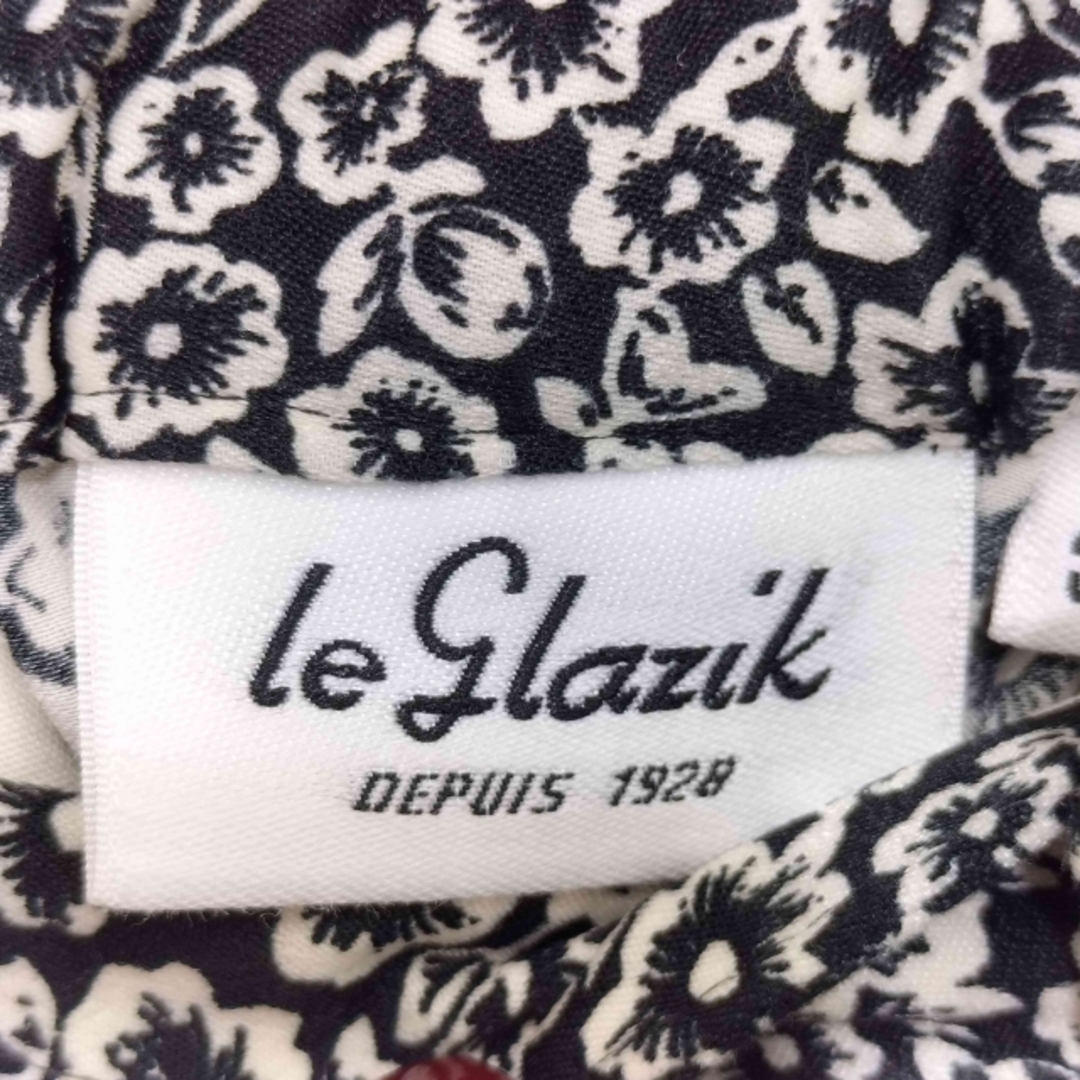 le Glazik
DEPUIS 1928